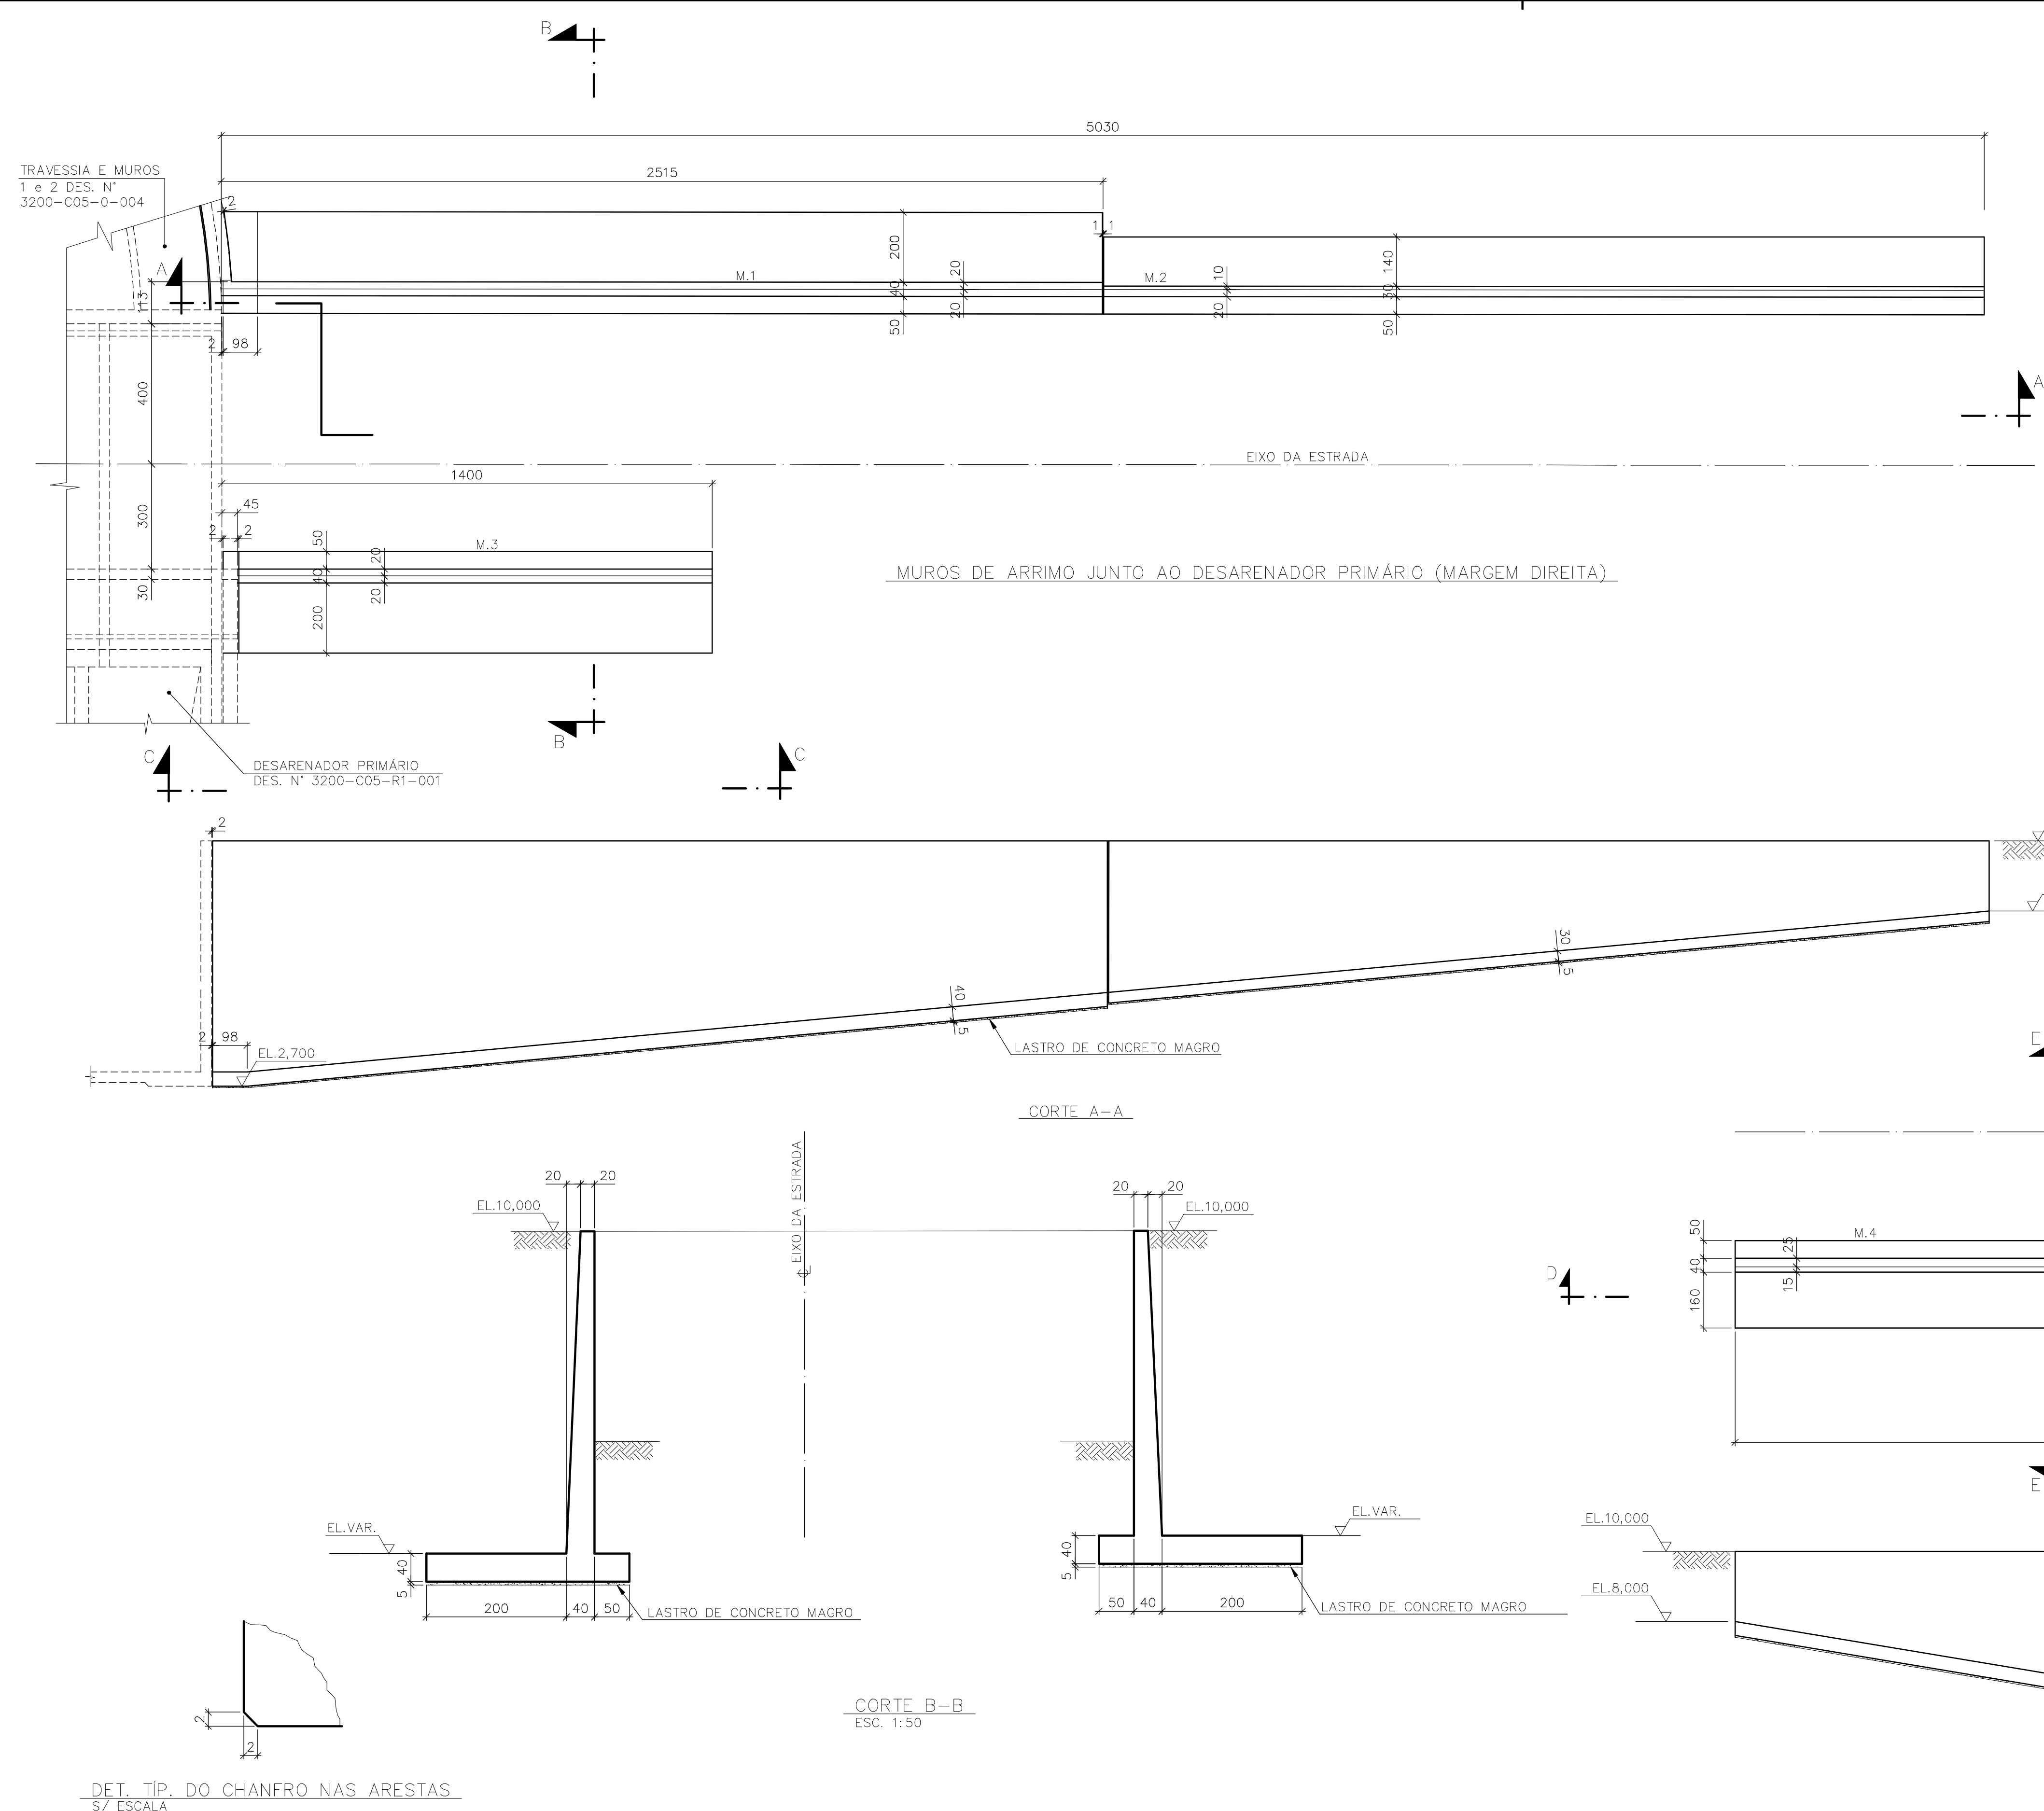 B
5030
2515
TRAVESSIA E MUROS
1 e 2 DES. N°
3200-C05-0-004
2
1 1
200
20
40
20
50
M.1
M.2
10
20
140
30
50
A
113
2 98
400
A
EIXO DA ESTRADA
1400
45
2 2
300
30
50
40
200
20
20
M.3
MUROS DE ARRIMO JUNTO AO DESARENADOR PRIMÁRIO (MARGEM DIREITA)
B
C
C
DESARENADOR PRIMÁRIO
DES. N° 3200-C05-R1-001
2
30
5
40
5
2 98
EL.2,700
LASTRO DE CONCRETO MAGRO
E
CORTE A-A
EIXO DA ESTRADA
20 20
EL.10,000
20 20
EL.10,000
EL.VAR.
40
5
200 40 50
LASTRO DE CONCRETO MAGRO
EL.VAR.
40
5
50 40 200
LASTRO DE CONCRETO MAGRO
M.4
50
40
160
25
15
D
E
EL.10,000
EL.8,000
CORTE B-B
ESC. 1:50
2
2
DET. TÍP. DO CHANFRO NAS ARESTAS
S/ ESCALA